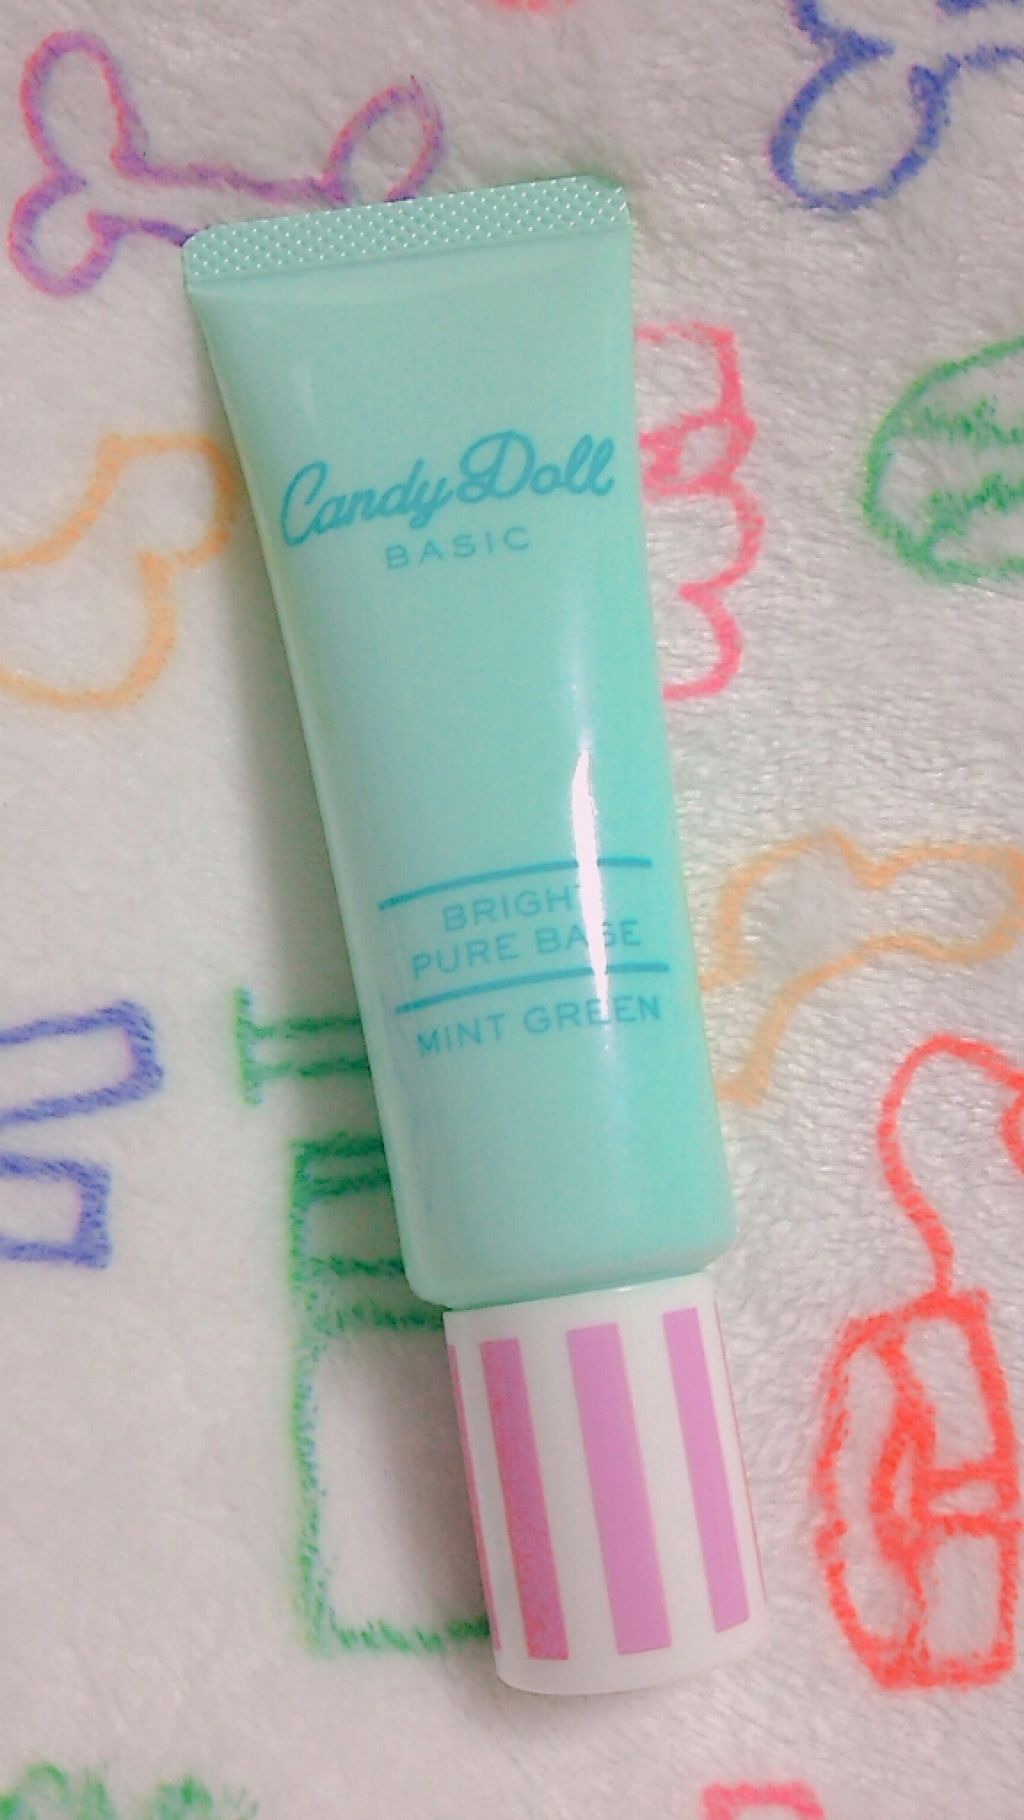 Candy Doll
BASIC
BRIGHT
PURE BASE
MINT GREEN